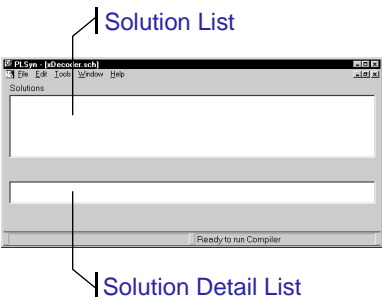 Solution List
PLSyn - [xDecoder.sch]
File Edit Tools Window Help
Solutions
Ready to run Compiler
Solution Detail List